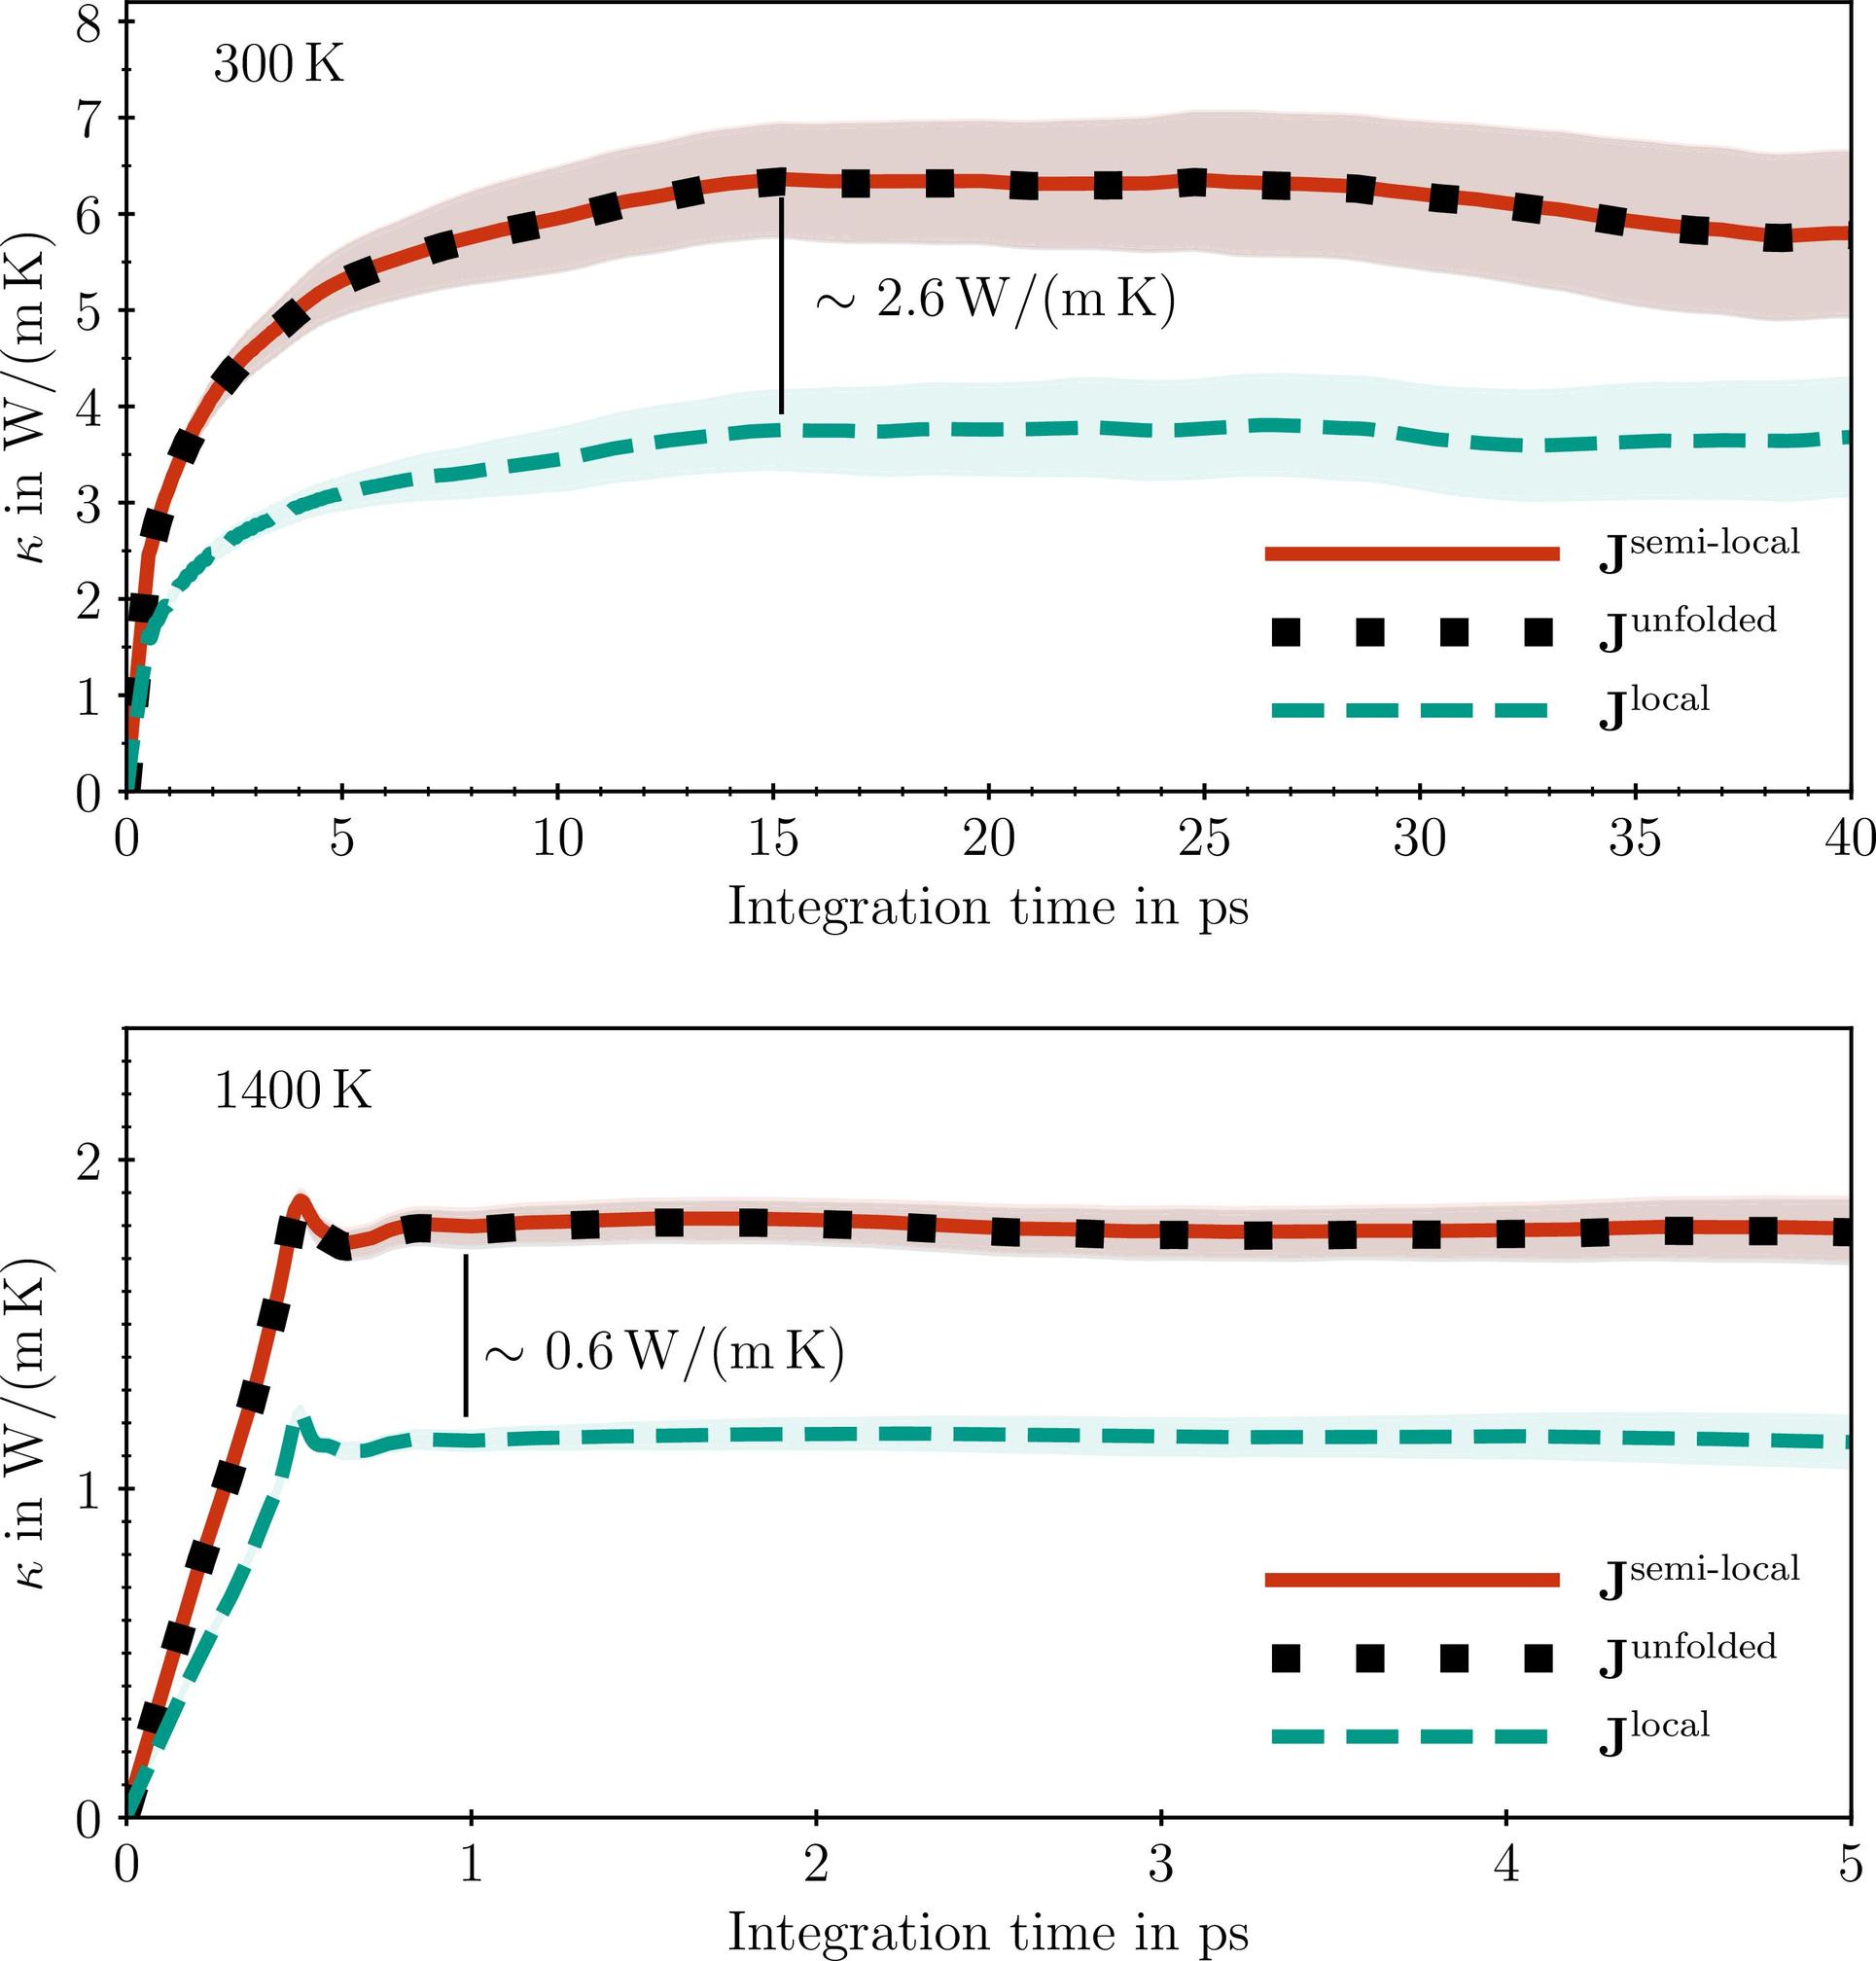 8
300 K
7
6
5
4
3
2
1
0
κ in W/(m K)
∼ 2.6 W/(m K)
J^semi-local
J^unfolded
J^local
0 5 10 15 20 25 30 35 40
Integration time in ps
1400 K
2
1
0
κ in W/(m K)
∼ 0.6 W/(m K)
J^semi-local
J^unfolded
J^local
0 1 2 3 4 5
Integration time in ps